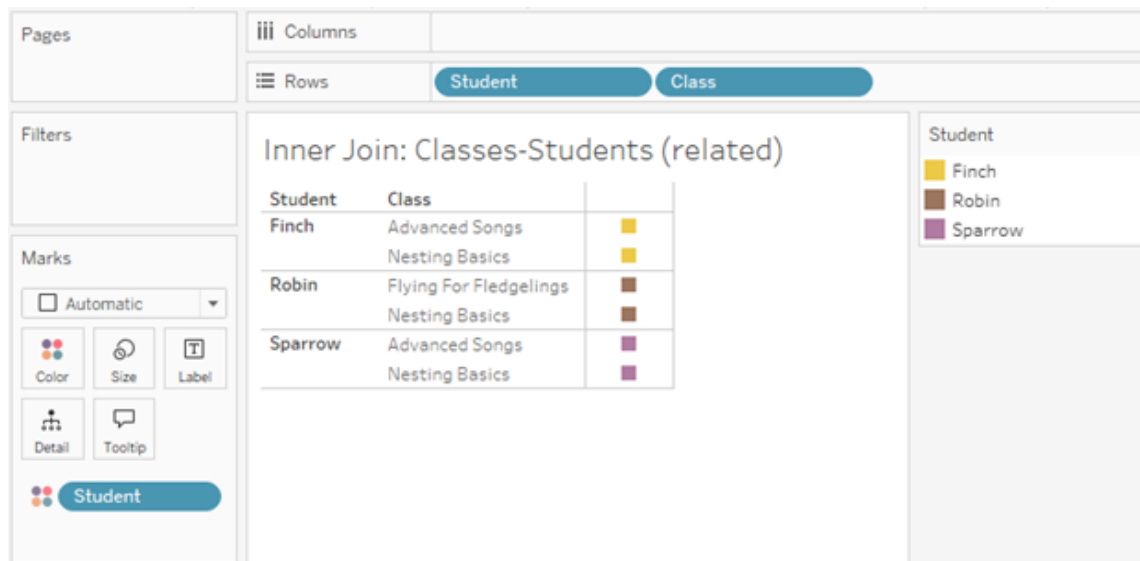 Pages
Columns
Rows
Student
Class
Filters
Marks
Automatic
Color
Size
Label
Detail
Tooltip
Student
Inner Join: Classes-Students (related)
Student Class
Finch Advanced Songs
Nesting Basics
Robin Flying For Fledgelings
Nesting Basics
Sparrow Advanced Songs
Nesting Basics
Student
Finch
Robin
Sparrow